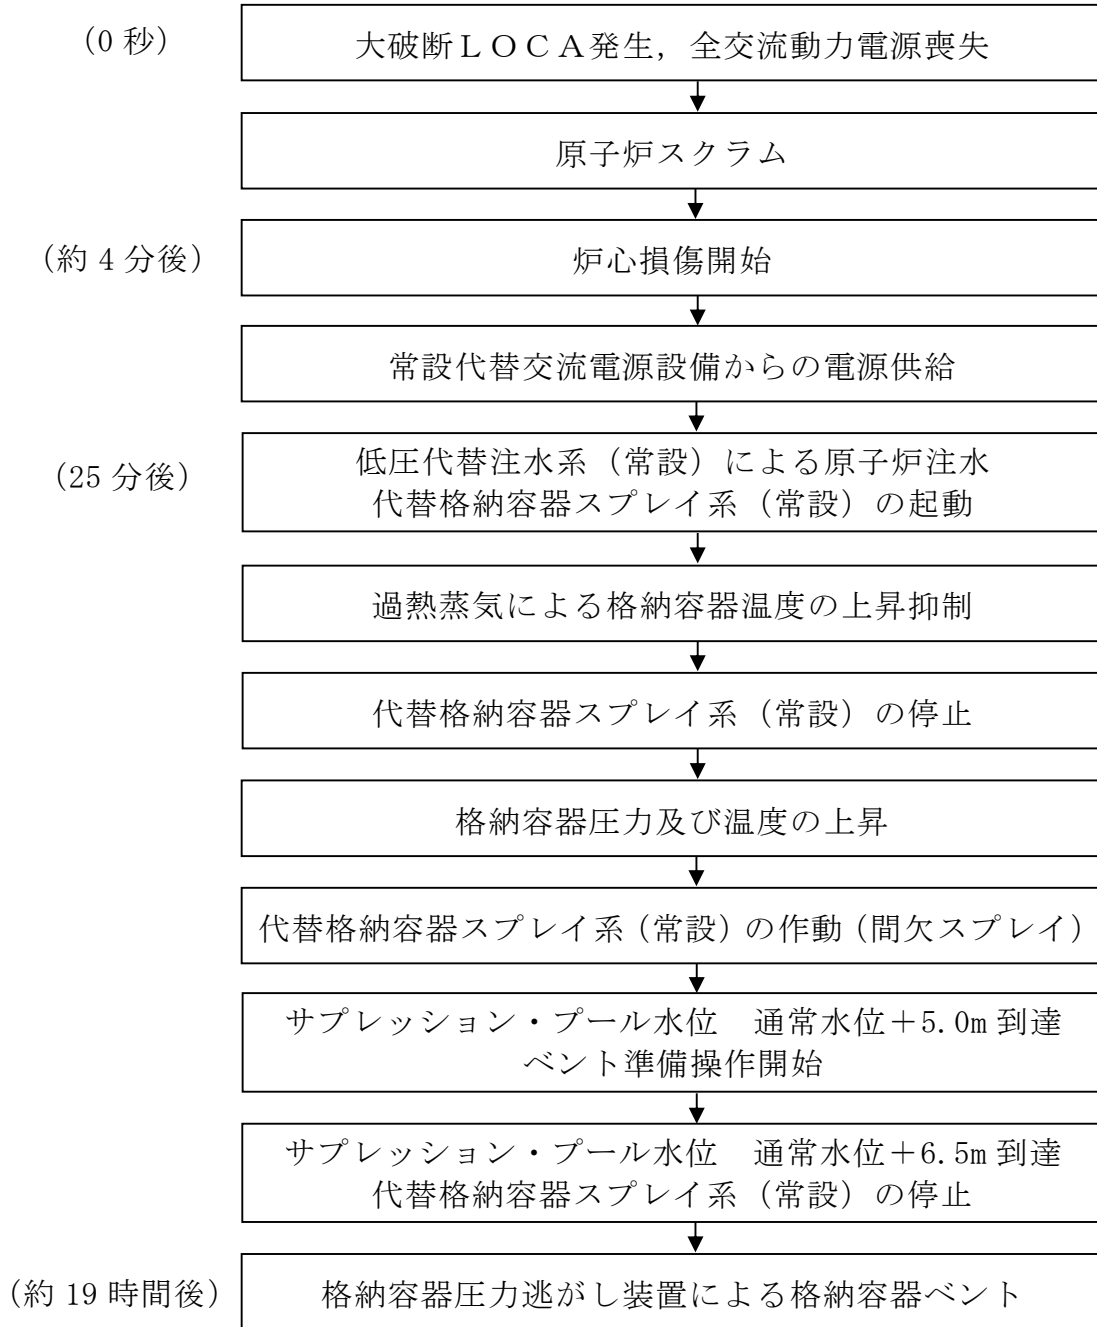 (0 秒)
大破断ＬＯＣＡ発生，全交流動力電源喪失
原子炉スクラム
(約 4 分後)
炉心損傷開始
常設代替交流電源設備からの電源供給
(25 分後)
低圧代替注水系（常設）による原子炉注水
代替格納容器スプレイ系（常設）の起動
過熱蒸気による格納容器温度の上昇抑制
代替格納容器スプレイ系（常設）の停止
格納容器圧力及び温度の上昇
代替格納容器スプレイ系（常設）の作動（間欠スプレイ）
サプレッション・プール水位　通常水位＋5.0m 到達
ベント準備操作開始
サプレッション・プール水位　通常水位＋6.5m 到達
代替格納容器スプレイ系（常設）の停止
(約 19 時間後)
格納容器圧力逃がし装置による格納容器ベント